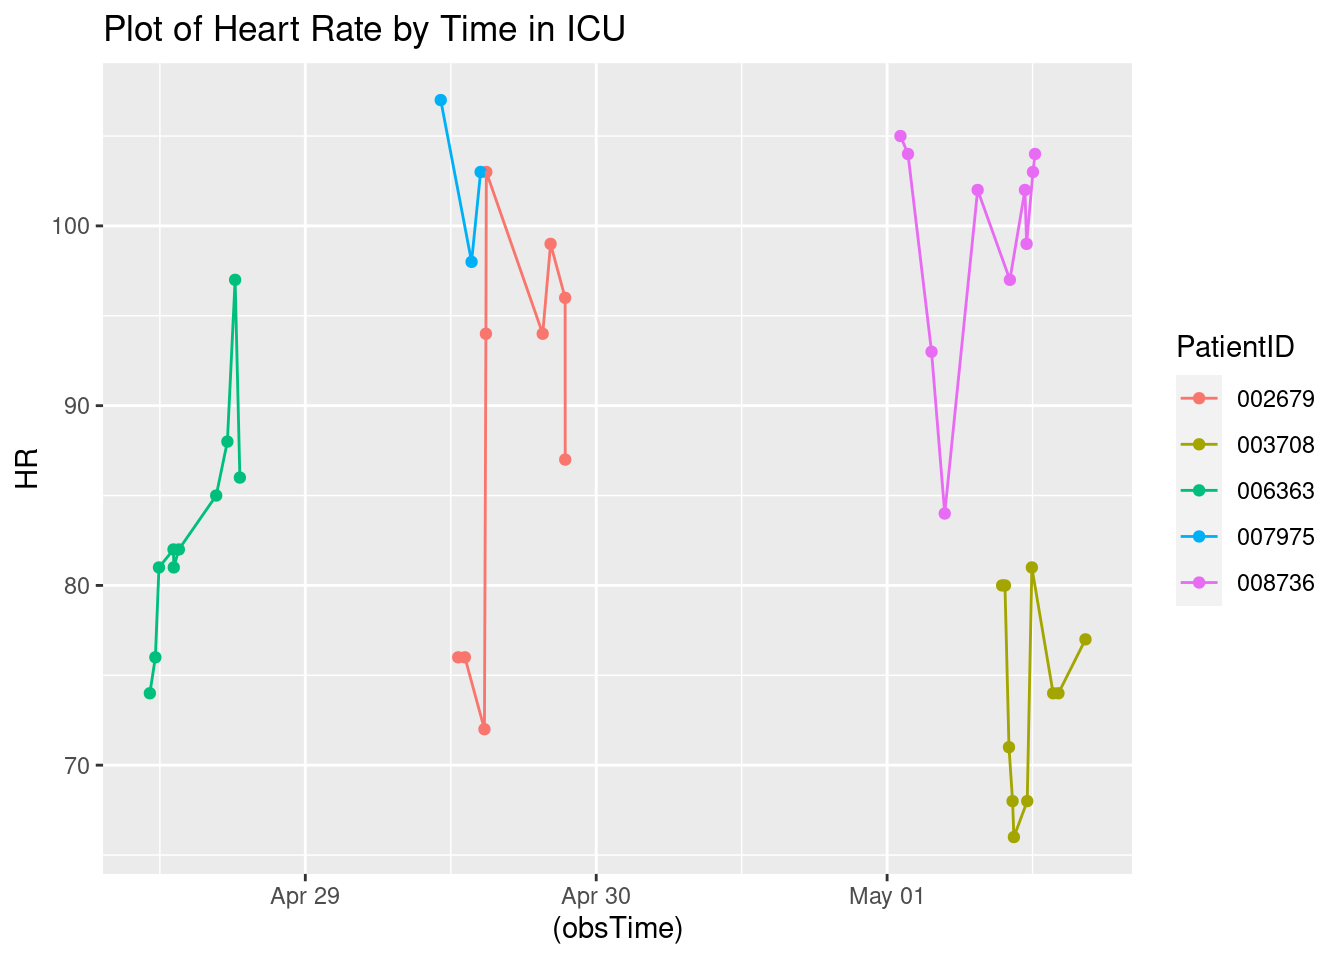 Plot of Heart Rate by Time in ICU
HR
100
90
80
70
Apr 29
Apr 30
May 01
(obsTime)
PatientID
002679
003708
006363
007975
008736